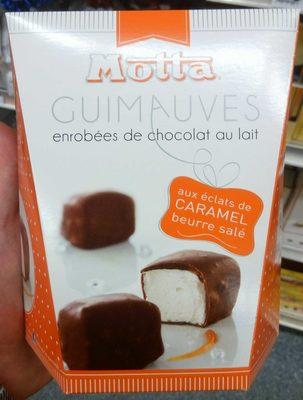 Motta
GUIMAUVES
enrobées de chocolat au lait
aux éclats de
CARAMEL
beurre salé